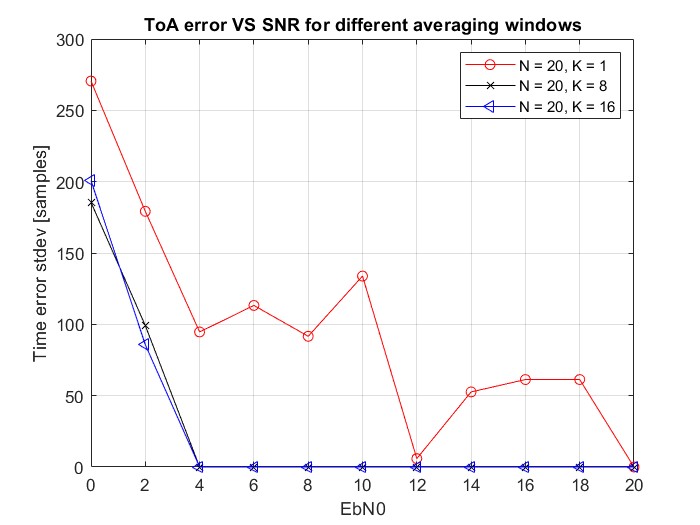 ToA error VS SNR for different averaging windows
N = 20, K = 1
N = 20, K = 8
N = 20, K = 16
Time error stdev [samples]
300
250
200
150
100
50
0
0 2 4 6 8 10 12 14 16 18 20
EbN0